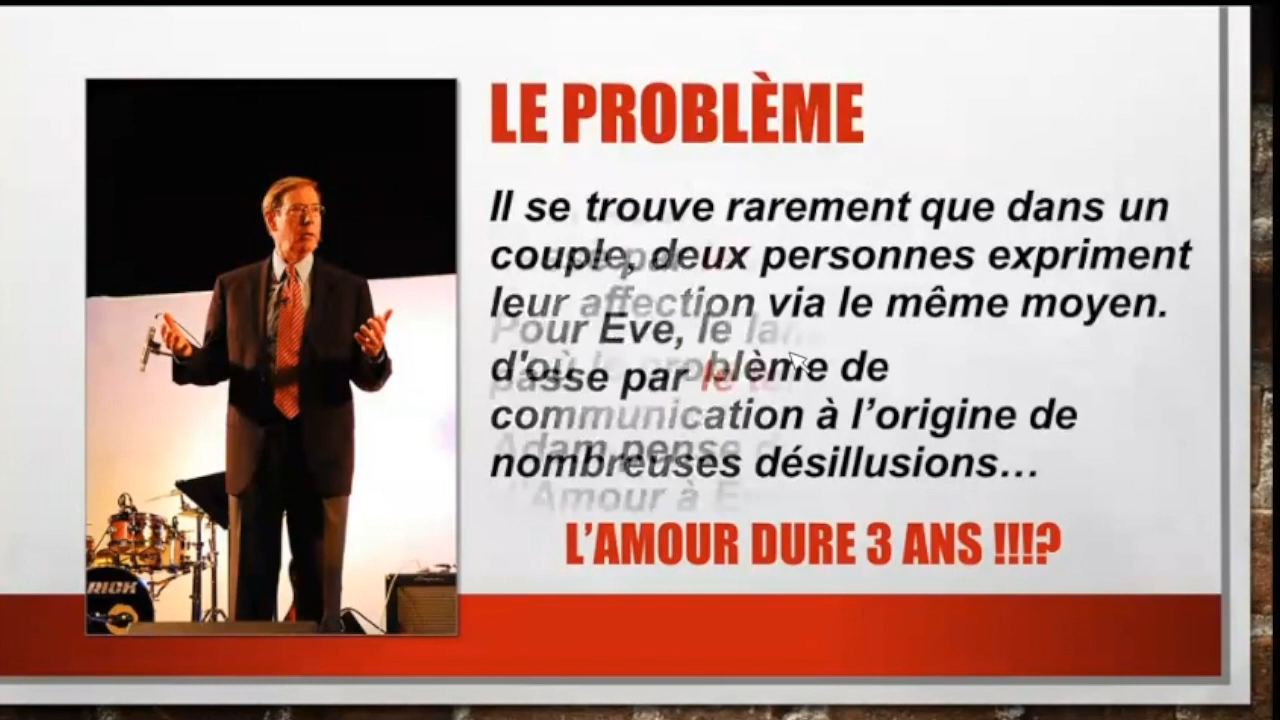 LE PROBLÈME
Il se trouve rarement que dans un
couple, deux personnes expriment
leur affection via le même moyen.
Pour Eve, le
d'où le problème de
passe par le
communication à l'origine de
Adam pense
nombreuses désillusions…
l'Amour à
L'AMOUR DURE 3 ANS !!!?
RICK